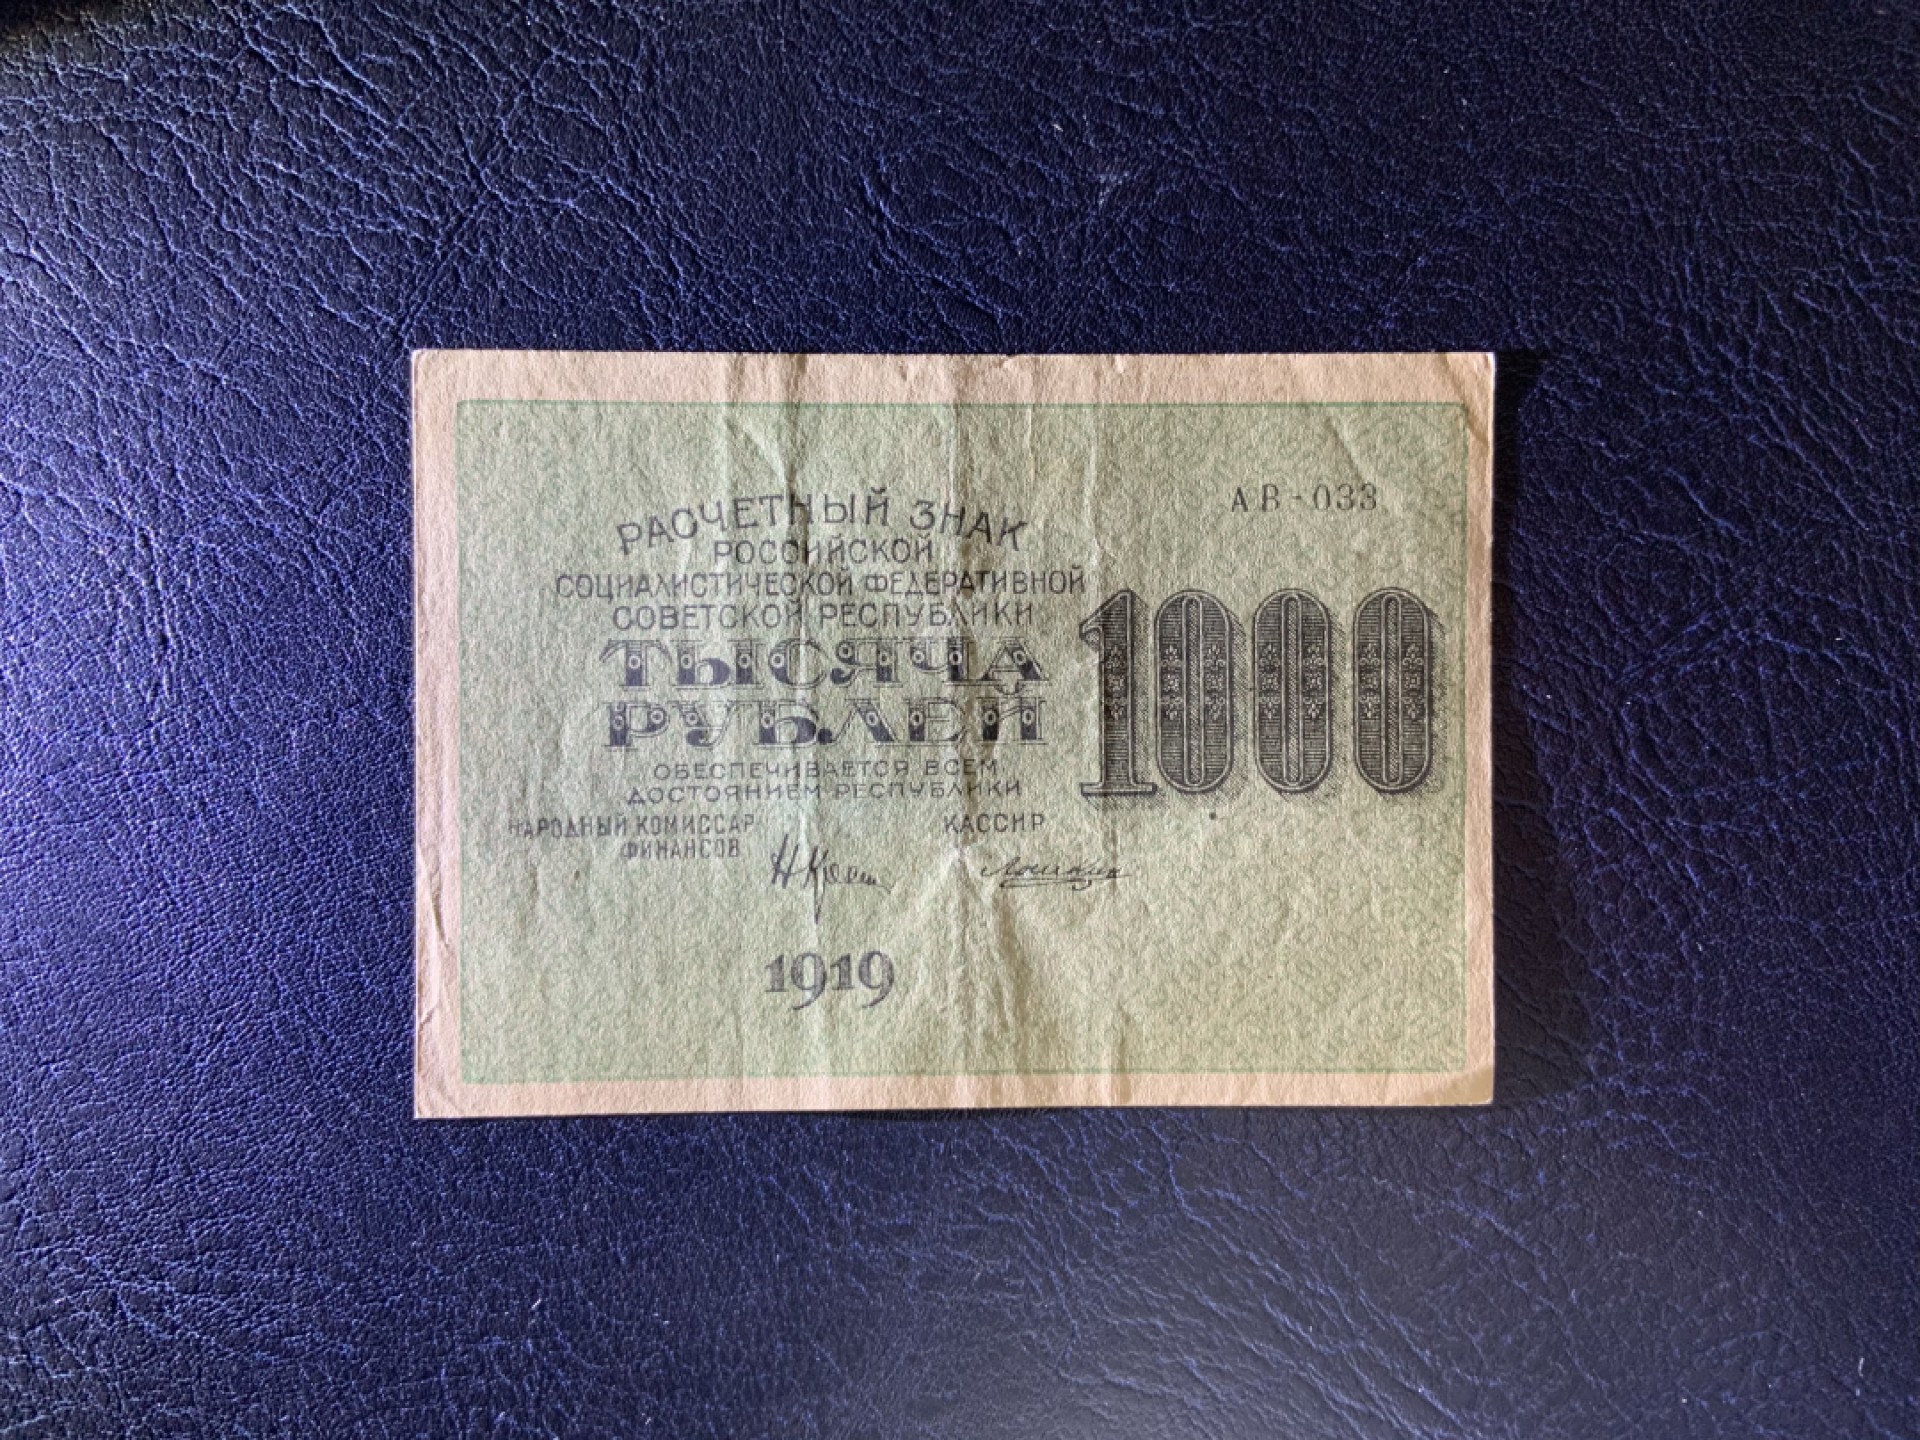 РАСЧЕТНЫЙ ЗНАК
АВ-033
РОССИЙСКОЙ
СОЦИАЛИСТИЧЕСКОЙ ФЕДЕРАТИВНОЙ
СОВЕТСКОЙ РЕСПУБЛИКИ
ТЫСЯЧА
РУБЛЕЙ
1000
ОБЕСПЕЧИВАЕТСЯ ВСЕМ
ДОСТОЯНИЕМ РЕСПУБЛИКИ
НАРОДНЫЙ КОМИССАР
ФИНАНСОВ
КАССИР
1919